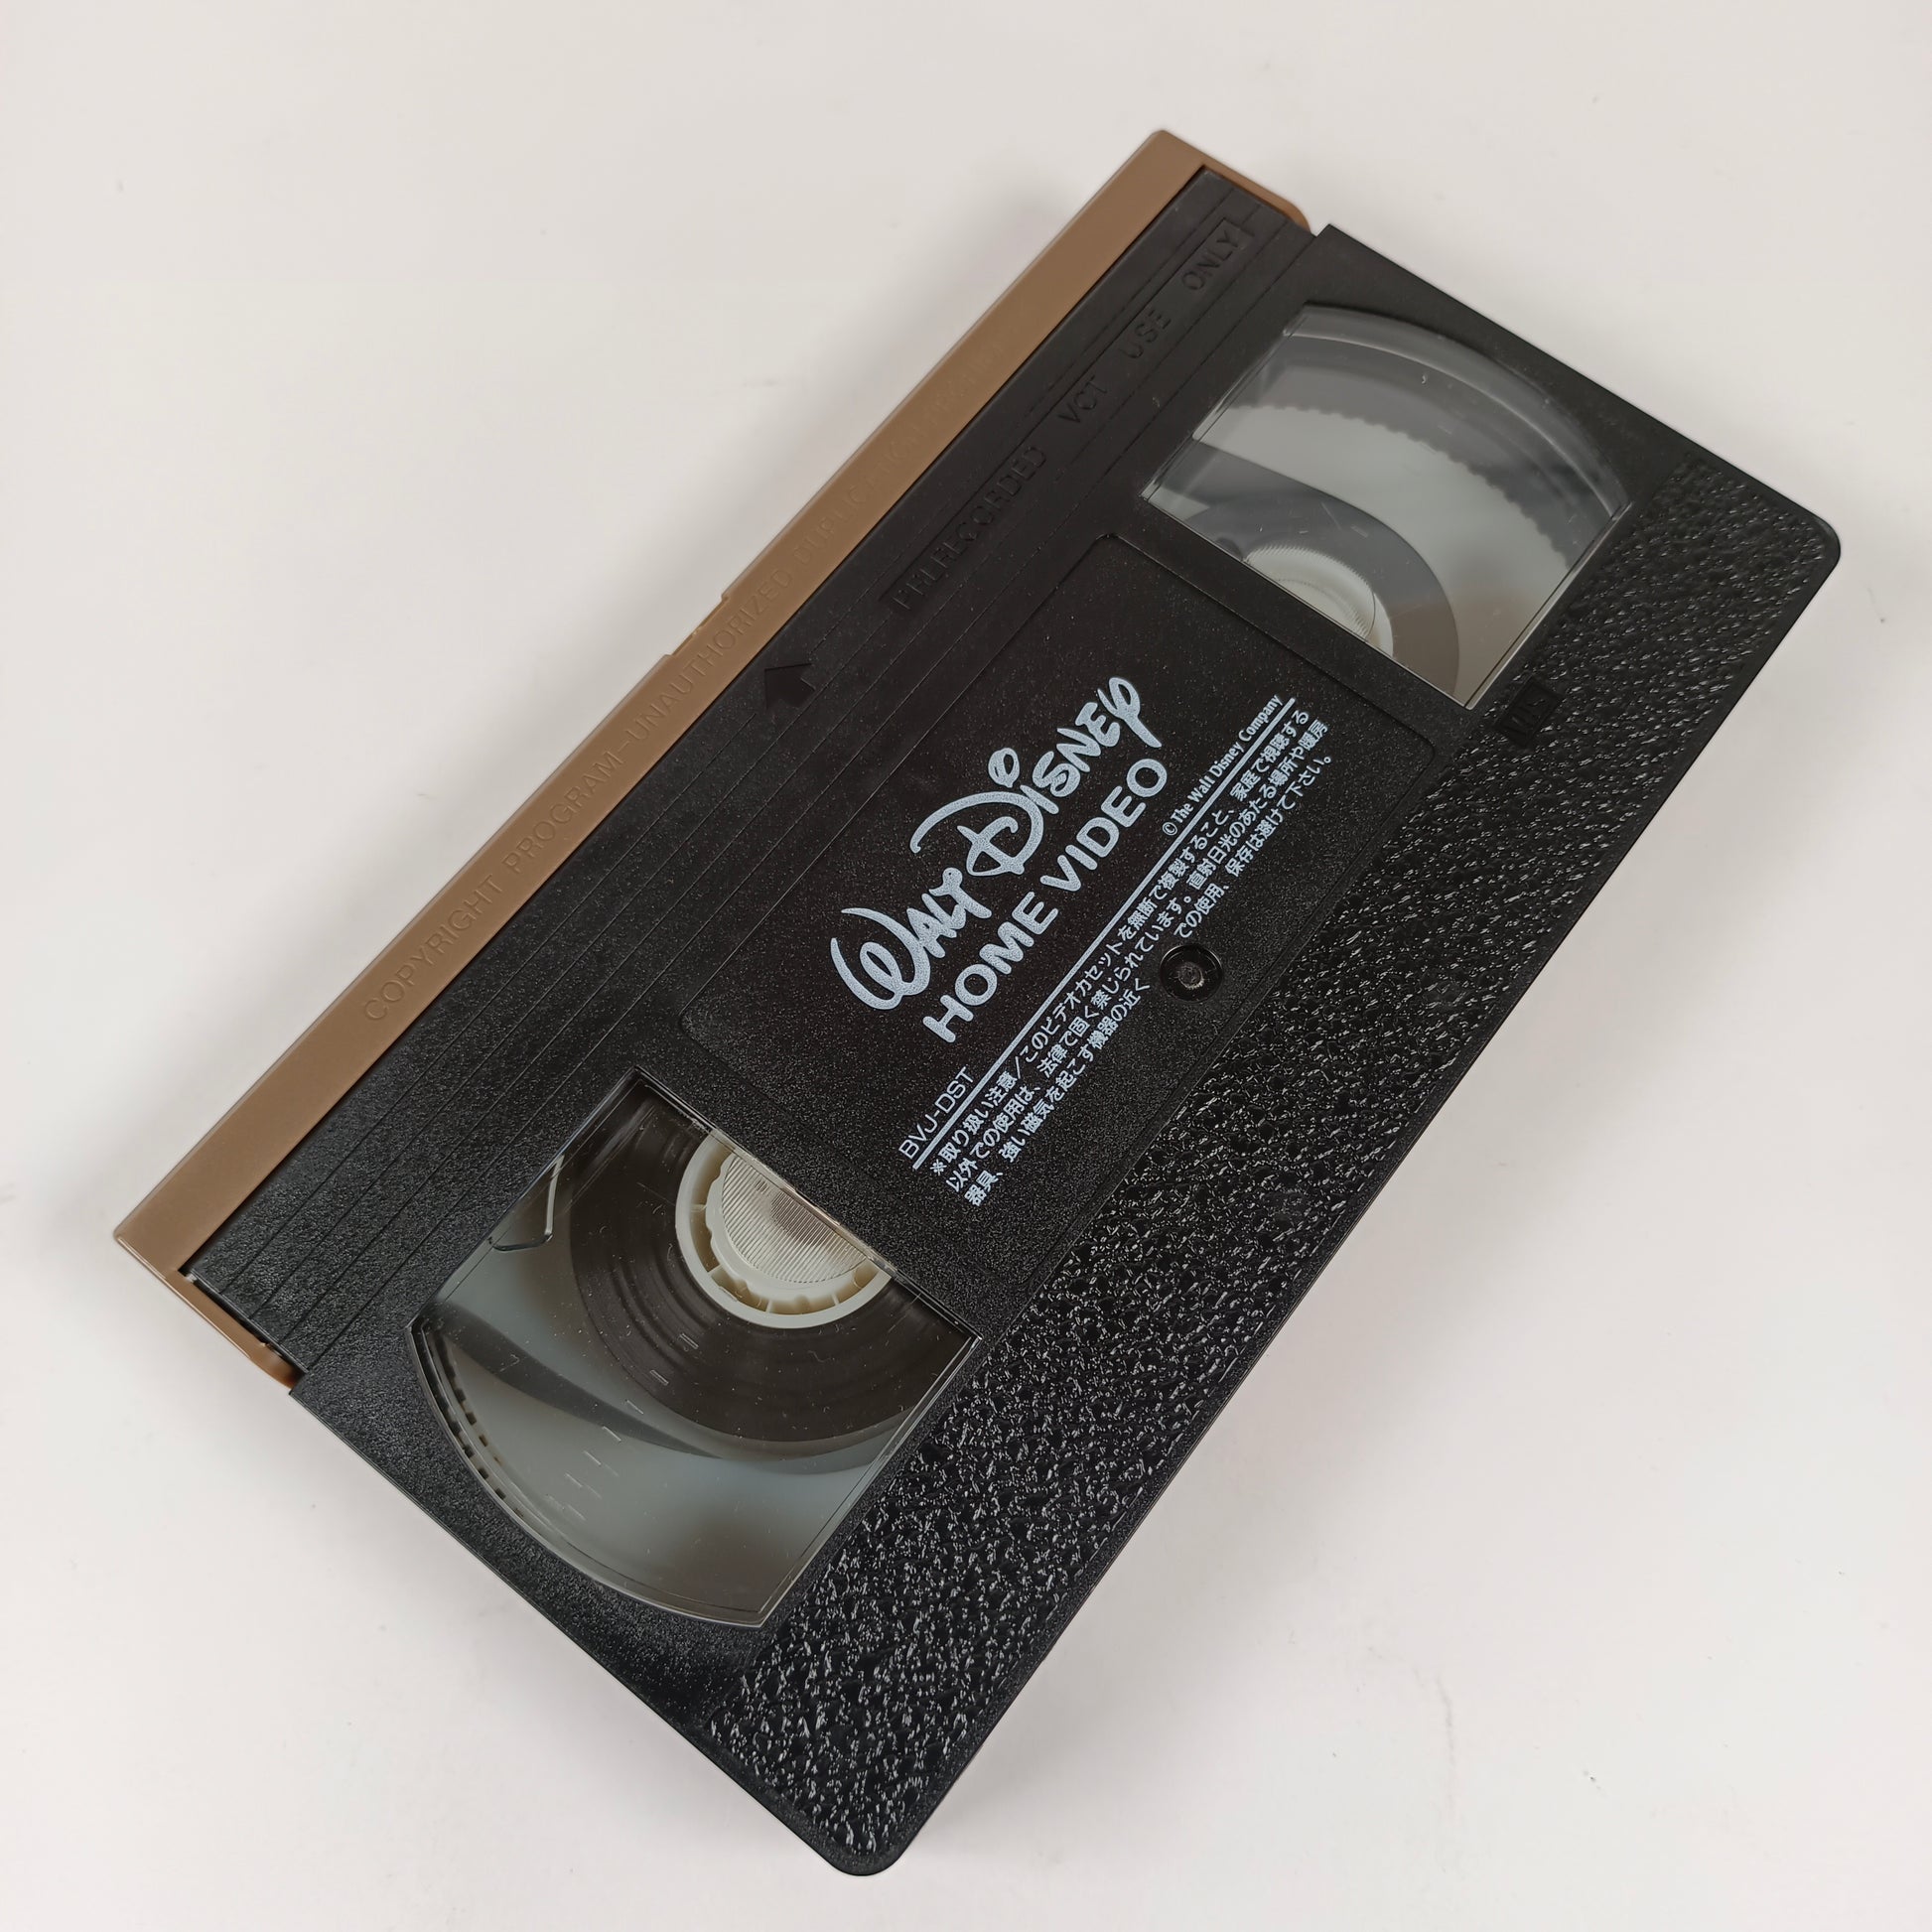 COPYRIGHT PROGRAM-UNAUTHORIZED DUPLICATION
PRERECORDED VCT USE ONLY
WALT DISNEY
HOME VIDEO
BVJ-DST ©The Walt Disney Company
※取り扱い注意/このビデオカセットを無断で複製すること、家庭で視聴する
以外での使用は、法律で固く禁じられています。直射日光のあたる場所や暖房
器具、強い磁気を起こす機器の近く での使用、保存は避けて下さい。
VHS